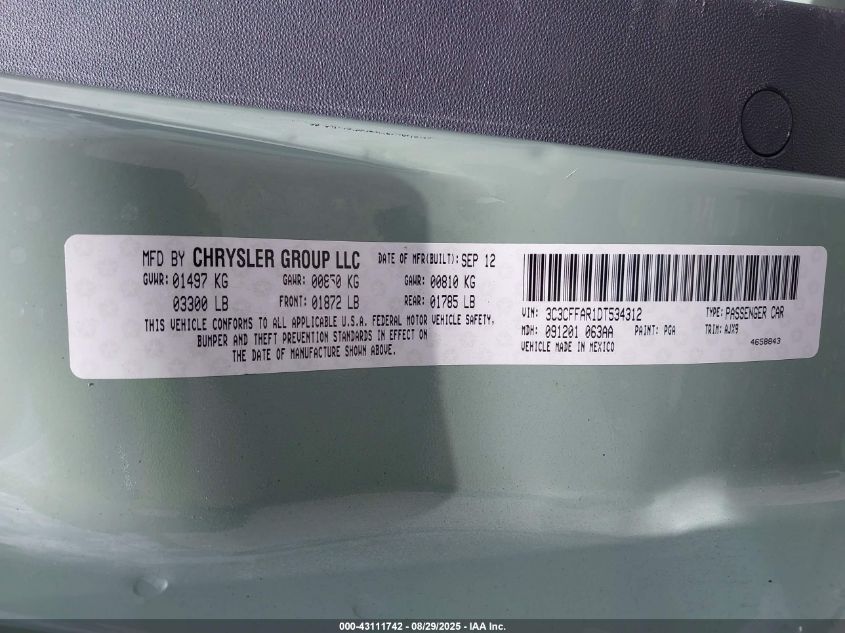 MFD BY CHRYSLER GROUP LLC DATE OF MFR(BUILT): SEP 12
GVWR: 01497 KG GAWR: 00850 KG GAWR: 00810 KG
03300 LB FRONT: 01872 LB REAR: 01785 LB
THIS VEHICLE CONFORMS TO ALL APPLICABLE U.S.A. FEDERAL MOTOR VEHICLE SAFETY,
BUMPER AND THEFT PREVENTION STANDARDS IN EFFECT ON
THE DATE OF MANUFACTURE SHOWN ABOVE.
VIN: 3C3CFFAR1DT534312 TYPE: PASSENGER CAR
MDH: 091201 063AA PAINT: PGA TRIM: AJX9
VEHICLE MADE IN MEXICO 4658843
000-43111742 - 08/29/2025 - IAA Inc.